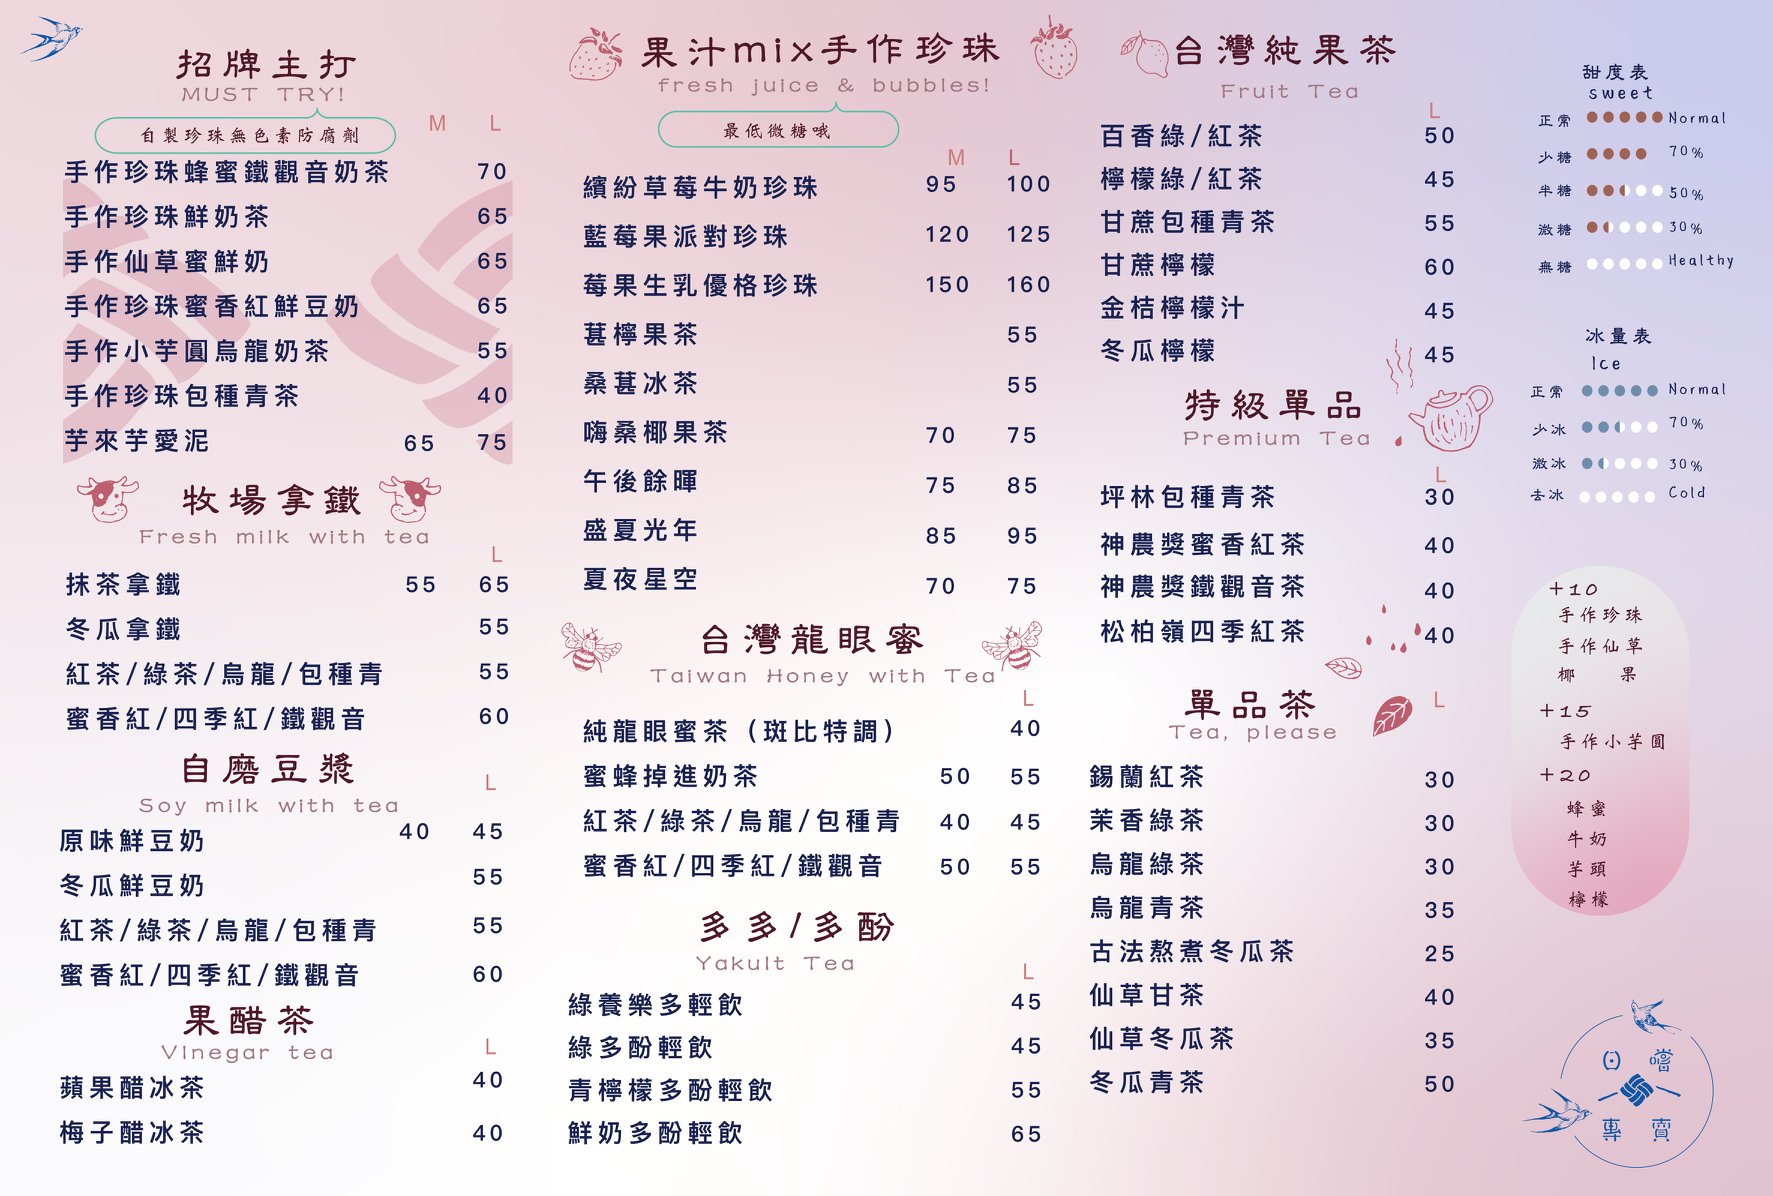 招牌主打
MUST TRY!
自製珍珠無色素防腐劑
M L
手作珍珠蜂蜜鐵觀音奶茶 70
手作珍珠鮮奶茶 65
手作仙草蜜鮮奶 65
手作珍珠蜜香紅鮮豆奶 65
手作小芋圓烏龍奶茶 55
手作珍珠包種青茶 40
芋來芋愛泥 65 75
牧場拿鐵
Fresh milk with tea
L
抹茶拿鐵 55 65
冬瓜拿鐵 55
紅茶/綠茶/烏龍/包種青 55
蜜香紅/四季紅/鐵觀音 60
自磨豆漿
Soy milk with tea
L
原味鮮豆奶 40 45
冬瓜鮮豆奶 55
紅茶/綠茶/烏龍/包種青 55
蜜香紅/四季紅/鐵觀音 60
果醋茶
VInegar tea
L
蘋果醋冰茶 40
梅子醋冰茶 40
果汁mix手作珍珠
fresh juice & bubbles!
最低微糖哦
M L
繽紛草莓牛奶珍珠 95 100
藍莓果派對珍珠 120 125
莓果生乳優格珍珠 150 160
葚檸果茶 55
桑葚冰茶 55
嗨桑椰果茶 70 75
午後餘暉 75 85
盛夏光年 85 95
夏夜星空 70 75
台灣龍眼蜜
Taiwan Honey with Tea
L
純龍眼蜜茶（斑比特調） 40
蜜蜂掉進奶茶 50 55
紅茶/綠茶/烏龍/包種青 40 45
蜜香紅/四季紅/鐵觀音 50 55
多多/多酚
Yakult Tea
L
綠養樂多輕飲 45
綠多酚輕飲 45
青檸檬多酚輕飲 55
鮮奶多酚輕飲 65
台灣純果茶
Fruit Tea
L
百香綠/紅茶 50
檸檬綠/紅茶 45
甘蔗包種青茶 55
甘蔗檸檬 60
金桔檸檬汁 45
冬瓜檸檬 45
特級單品
Premium Tea
L
坪林包種青茶 30
神農獎蜜香紅茶 40
神農獎鐵觀音茶 40
松柏嶺四季紅茶 40
單品茶
Tea, please
L
錫蘭紅茶 30
茉香綠茶 30
烏龍綠茶 30
烏龍青茶 35
古法熬煮冬瓜茶 25
仙草甘茶 40
仙草冬瓜茶 35
冬瓜青茶 50
甜度表
sweet
正常 Normal
少糖 70%
半糖 50%
微糖 30%
無糖 Healthy
冰量表
Ice
正常 Normal
少冰 70%
微冰 30%
去冰 Cold
+10
手作珍珠
手作仙草
椰果
+15
手作小芋圓
+20
蜂蜜
牛奶
芋頭
檸檬
日嚐
專賣